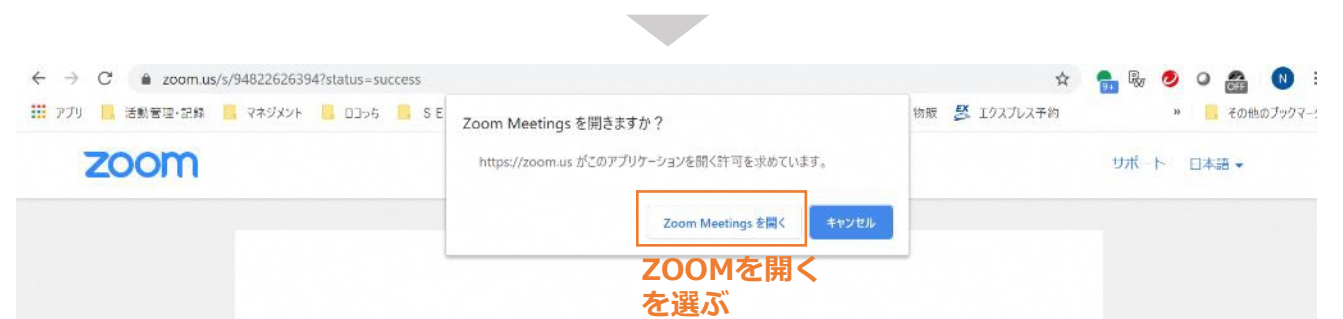 zoom.us/s/94822626394?status=success
9+
OFF
N
アプリ 活動管理・記録 マネジメント ロコっち S E 物販 EX エクスプレス予約 » その他のブックマーク
Zoom Meetings を開きますか？
https://zoom.us がこのアプリケーションを開く許可を求めています。
zoom
サポート 日本語
Zoom Meetings を開く キャンセル
ZOOMを開く
を選ぶ